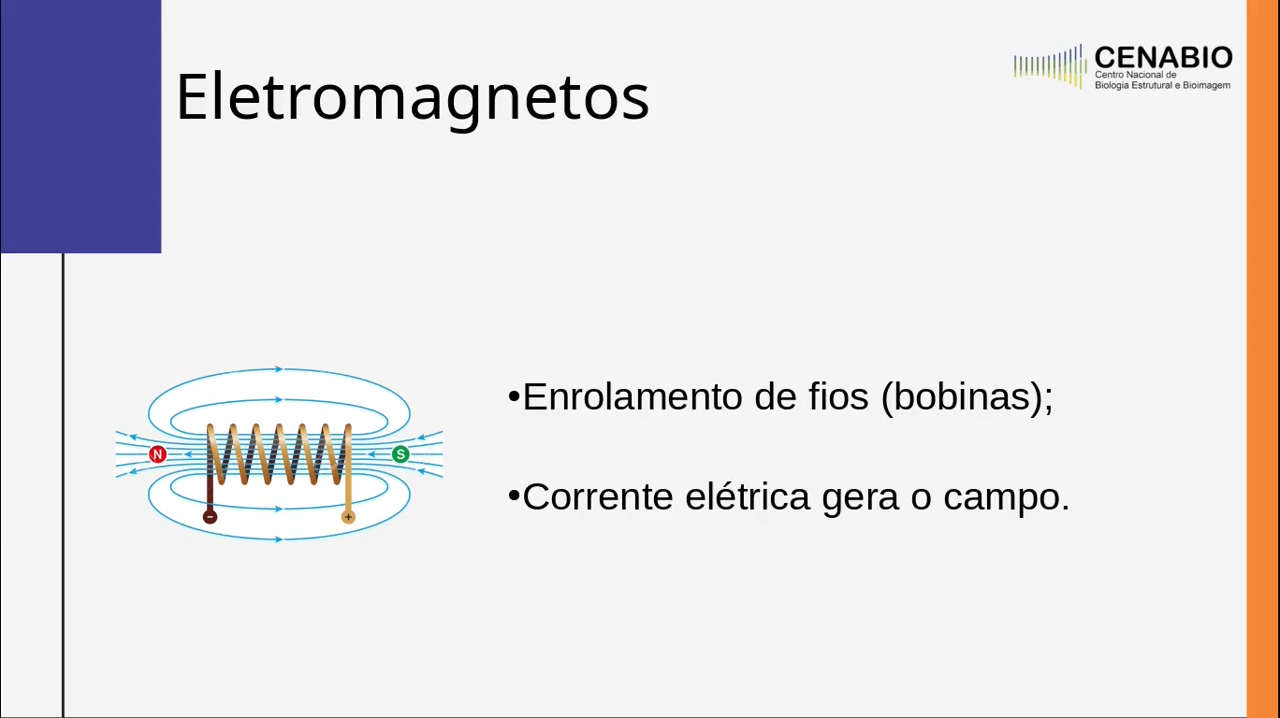 Eletromagnetos
CENABIO
Centro Nacional de
Biologia Estrutural e Bioimagem
N
S
-
+
•Enrolamento de fios (bobinas);
•Corrente elétrica gera o campo.